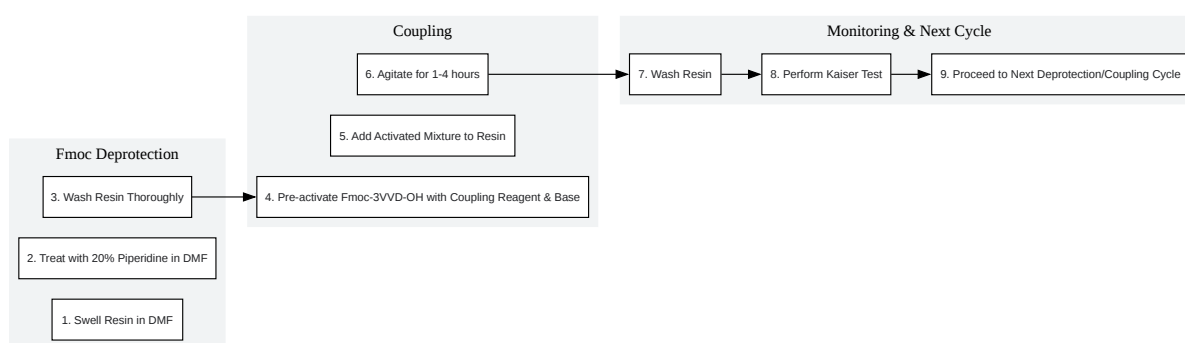 Fmoc Deprotection
3. Wash Resin Thoroughly
2. Treat with 20% Piperidine in DMF
1. Swell Resin in DMF
Coupling
6. Agitate for 1-4 hours
5. Add Activated Mixture to Resin
4. Pre-activate Fmoc-3VVD-OH with Coupling Reagent & Base
Monitoring & Next Cycle
7. Wash Resin
8. Perform Kaiser Test
9. Proceed to Next Deprotection/Coupling Cycle